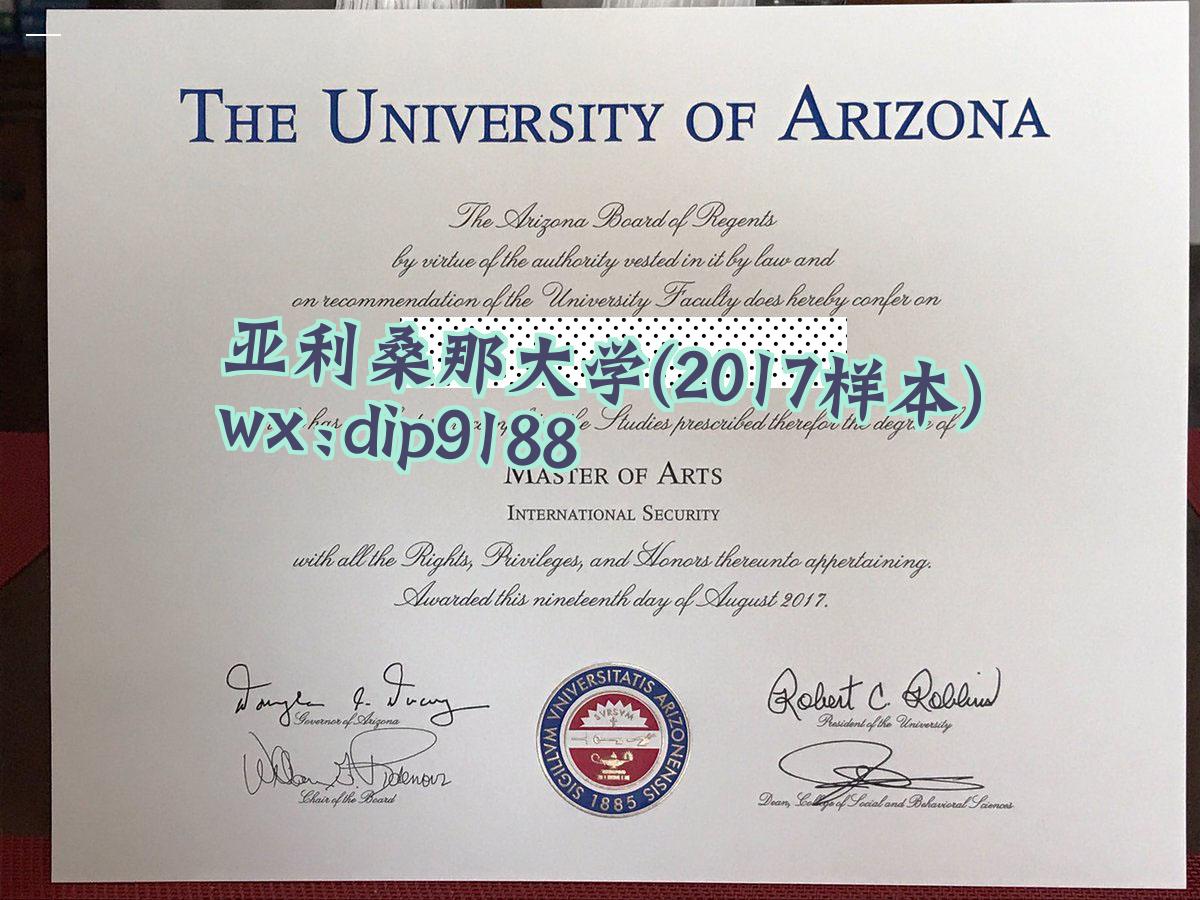 THE UNIVERSITY OF ARIZONA
The Arizona Board of Regents
by virtue of the authority vested in it by law and
on recommendation of the University Faculty does hereby confer on
亚利桑那大学(2017样本)
wx:dip9188
has
Studies prescribed therefor the degree of
MASTER OF ARTS
INTERNATIONAL SECURITY
with all the Rights, Privileges, and Honors thereunto appertaining.
Awarded this nineteenth day of August 2017.
Governor of Arizona
Chair of the Board
SIGILLVM VNIVERSITATIS ARIZONENSIS
SVRSVM
1885
Robert C. Robbins
President of the University
Dean, College of Social and Behavioral Sciences